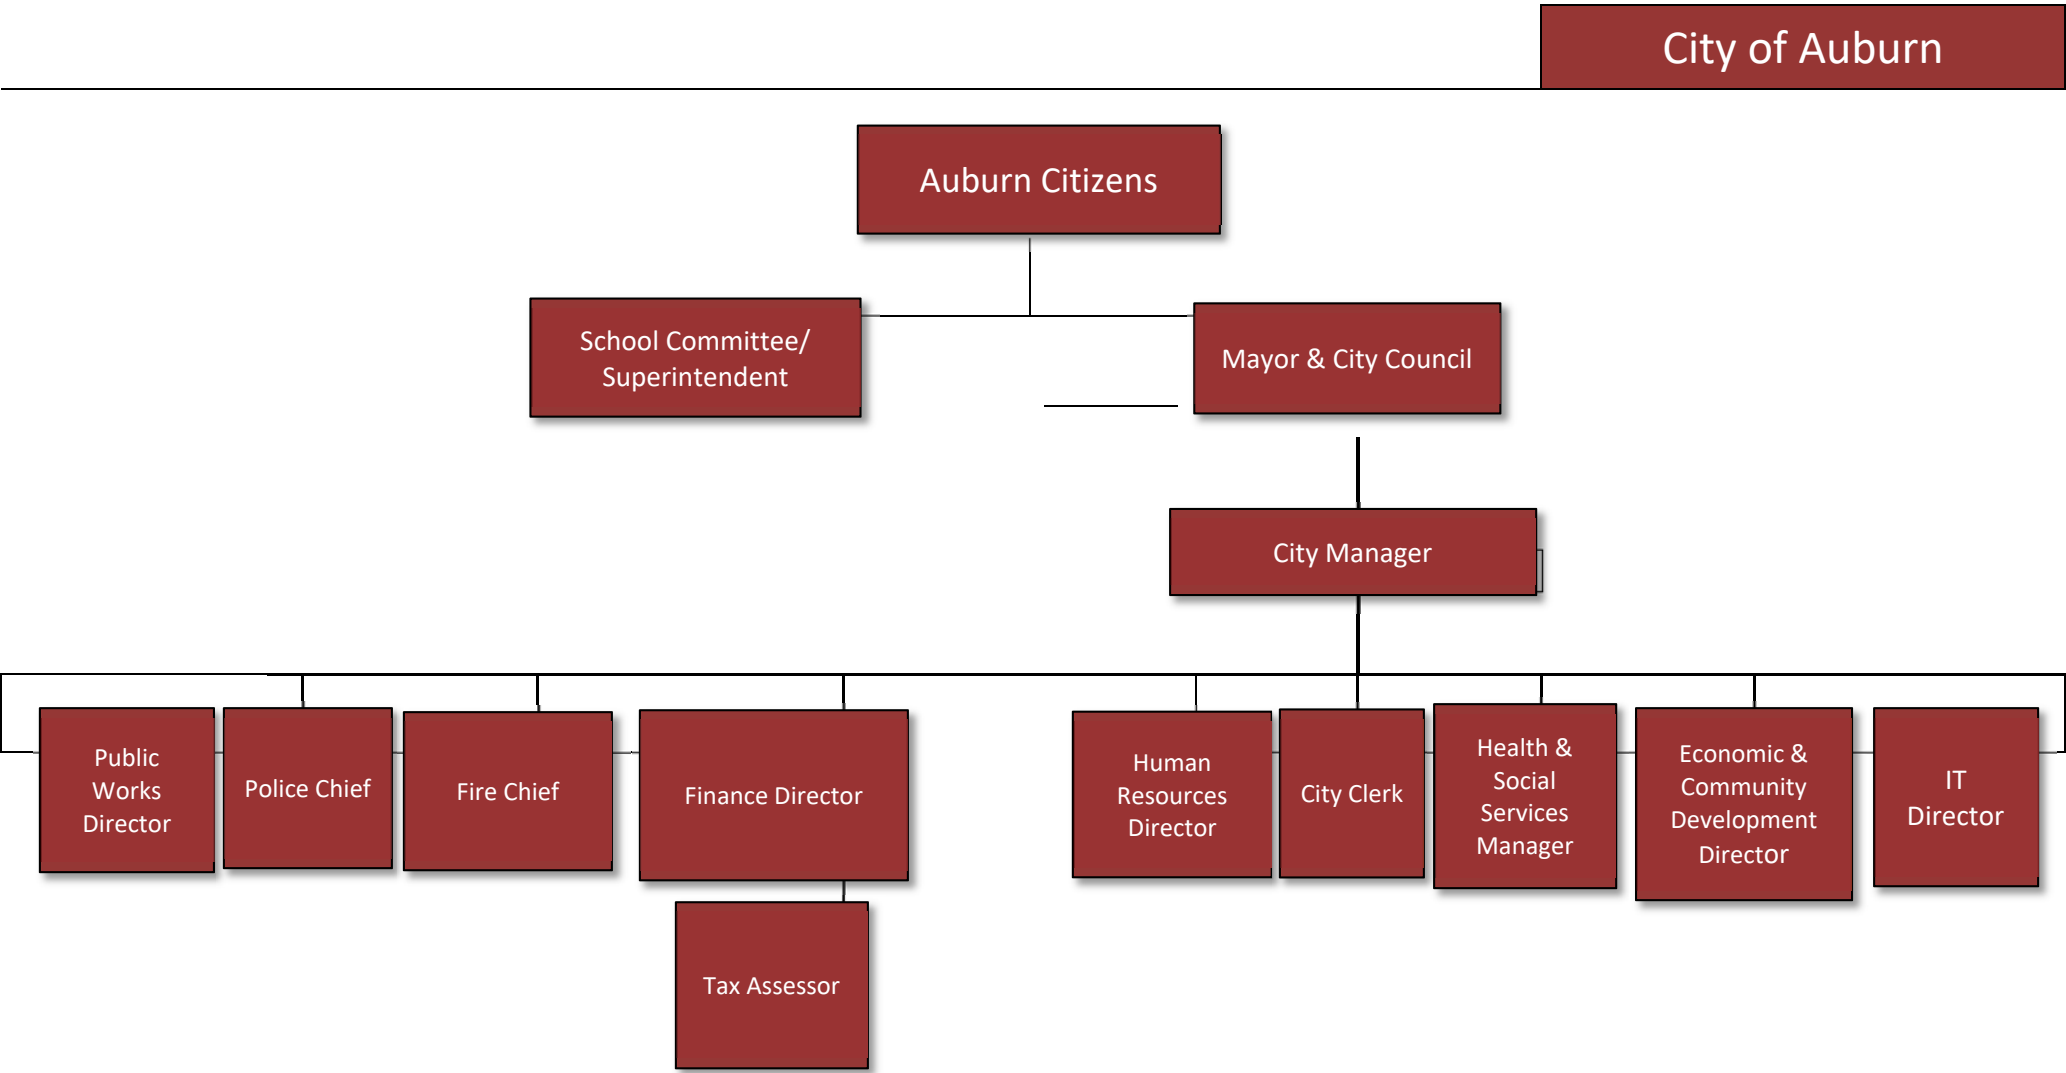 City of Auburn
Auburn Citizens
School Committee/
Superintendent
Mayor & City Council
City Manager
Public
Works
Director
Police Chief
Fire Chief
Finance Director
Human
Resources
Director
City Clerk
Health &
Social
Services
Manager
Economic &
Community
Development
Director
IT
Director
Tax Assessor